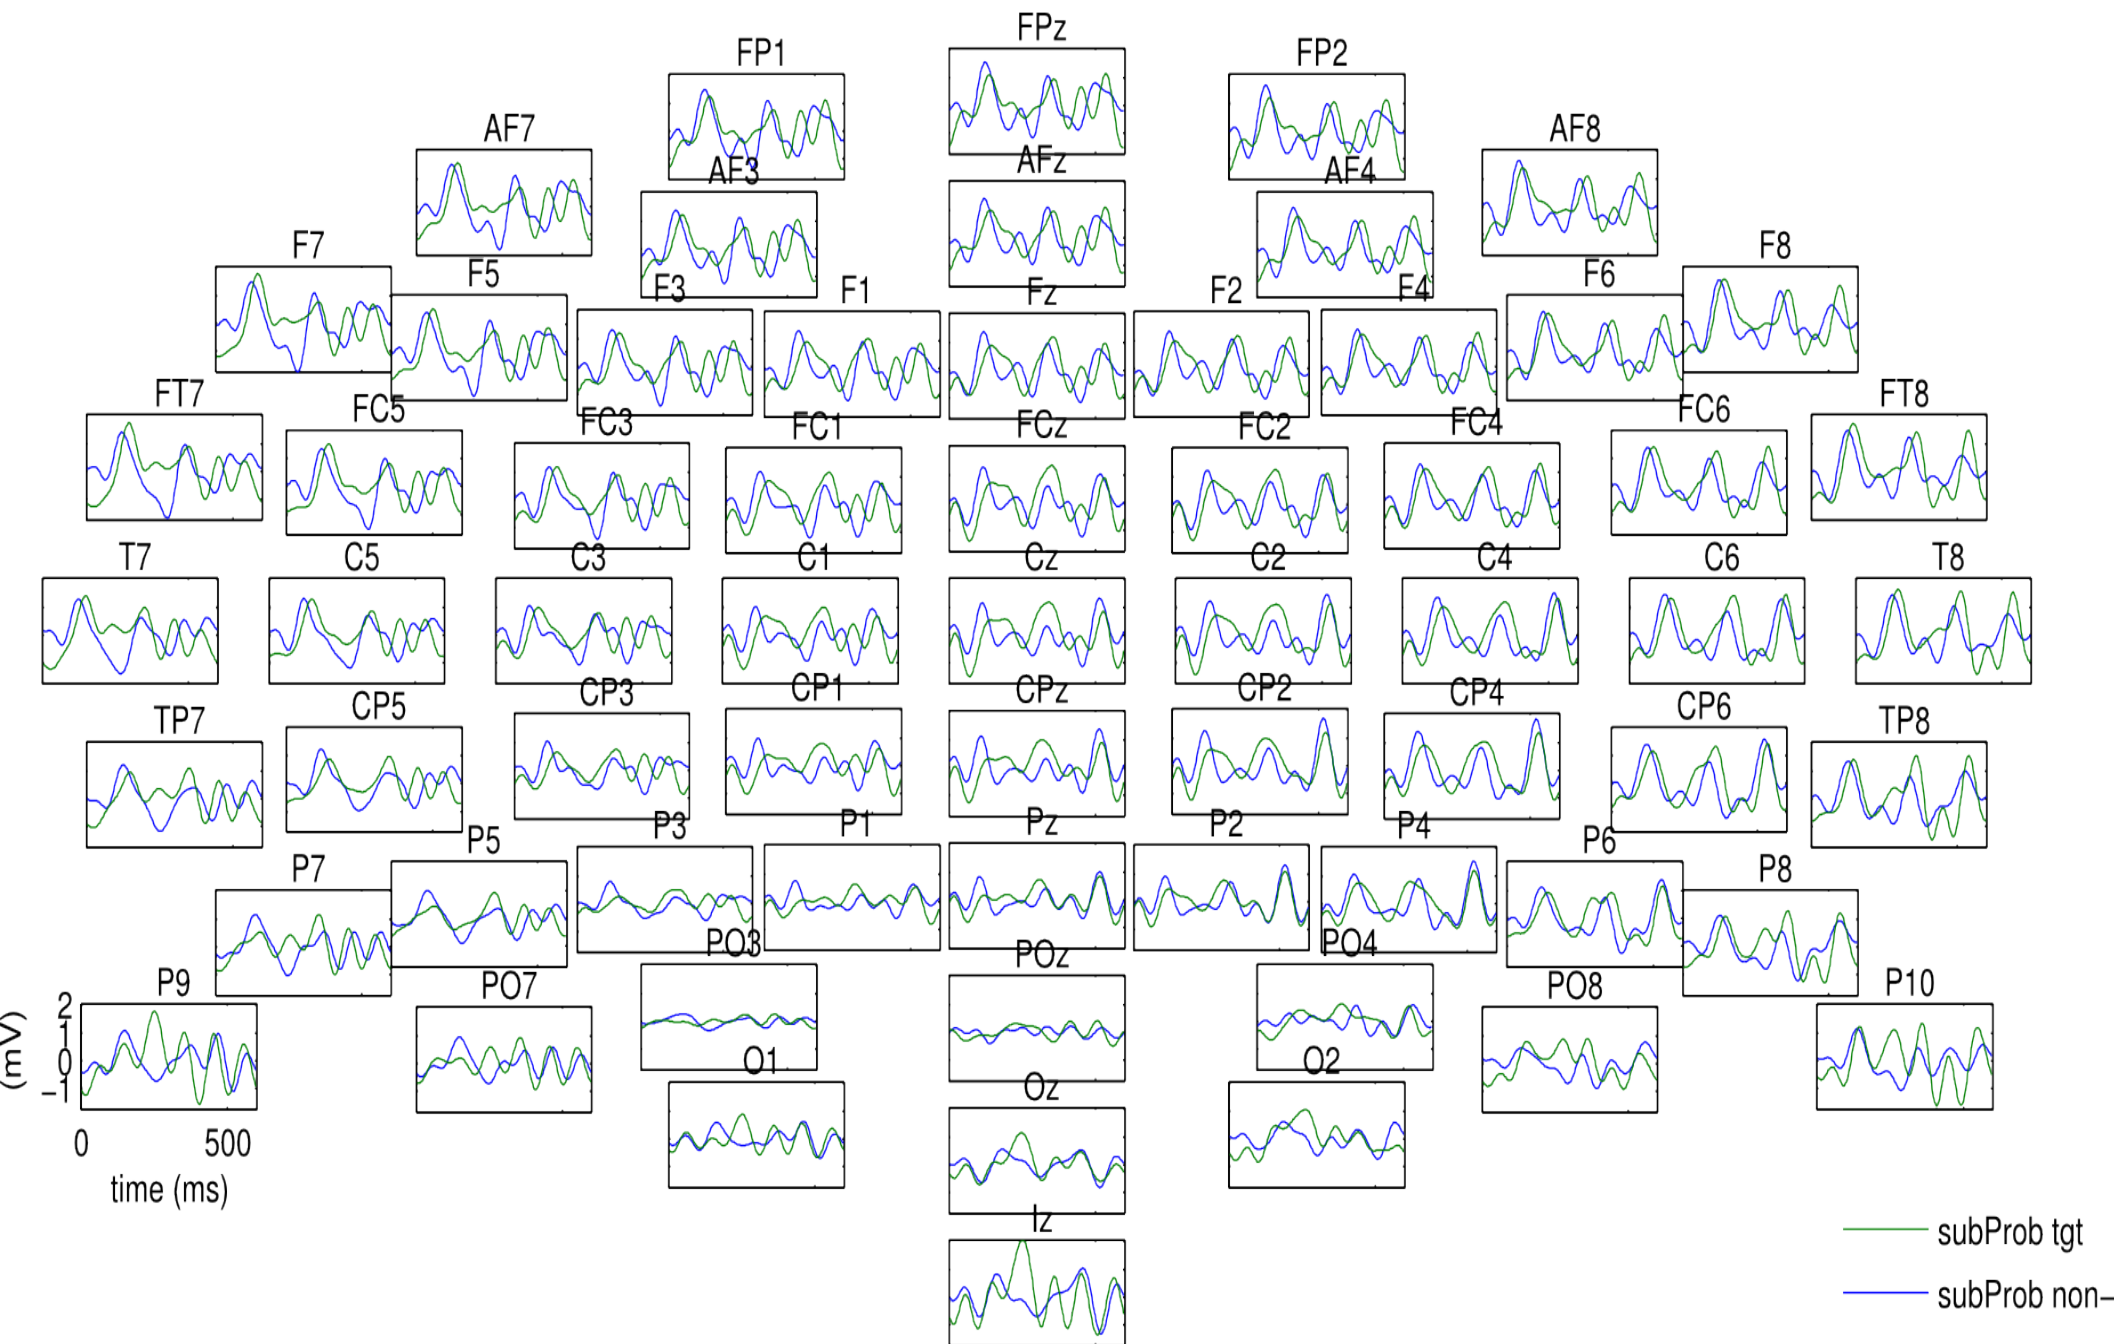 FPz
FP1
FP2
AF7
AF8
AF3
AFz
AF4
F7
F8
F5
F3
F1
Fz
F2
F4
F6
FT7
FC5
FC3
FC1
FCz
FC2
FC4
FC6
FT8
T7
C5
C3
C1
Cz
C2
C4
C6
T8
TP7
CP5
CP3
CP1
CPz
CP2
CP4
CP6
TP8
P7
P5
P3
P1
Pz
P2
P4
P6
P8
P9
PO7
PO3
POz
PO4
PO8
P10
O1
Oz
O2
Iz
(mV)
2
1
0
−1
0 500
time (ms)
subProb tgt
subProb non−